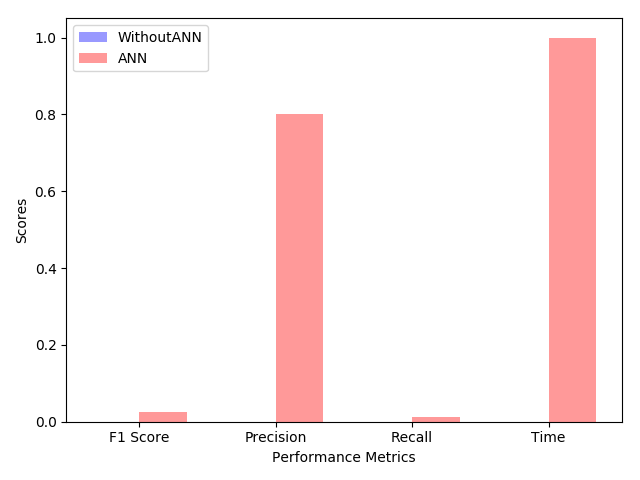 WithoutANN
ANN
1.0
0.8
0.6
0.4
0.2
0.0
Scores
F1 Score
Precision
Recall
Time
Performance Metrics